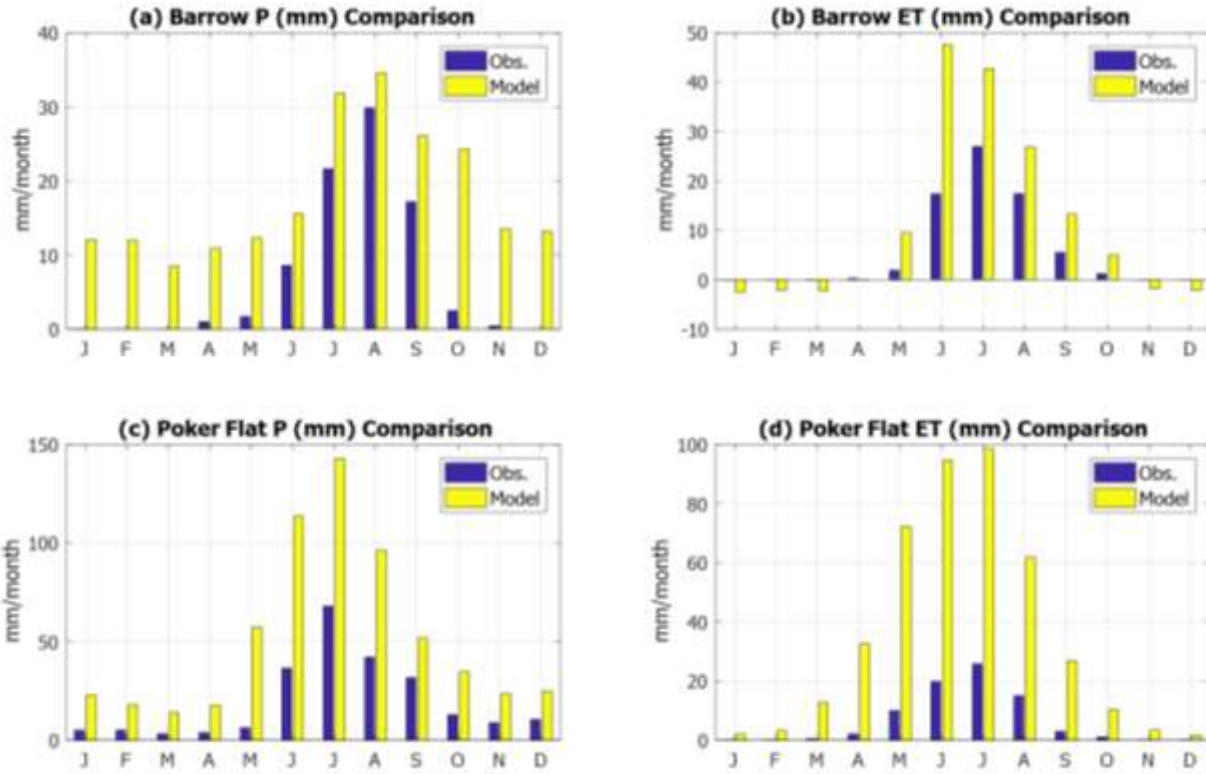 (a) Barrow P (mm) Comparison
40
30
20
10
0
mm/month
Obs.
Model
J F M A M J J A S O N D
(b) Barrow ET (mm) Comparison
50
40
30
20
10
0
-10
mm/month
Obs.
Model
J F M A M J J A S O N D
(c) Poker Flat P (mm) Comparison
150
100
50
0
mm/month
Obs.
Model
J F M A M J J A S O N D
(d) Poker Flat ET (mm) Comparison
100
80
60
40
20
0
mm/month
Obs.
Model
J F M A M J J A S O N D